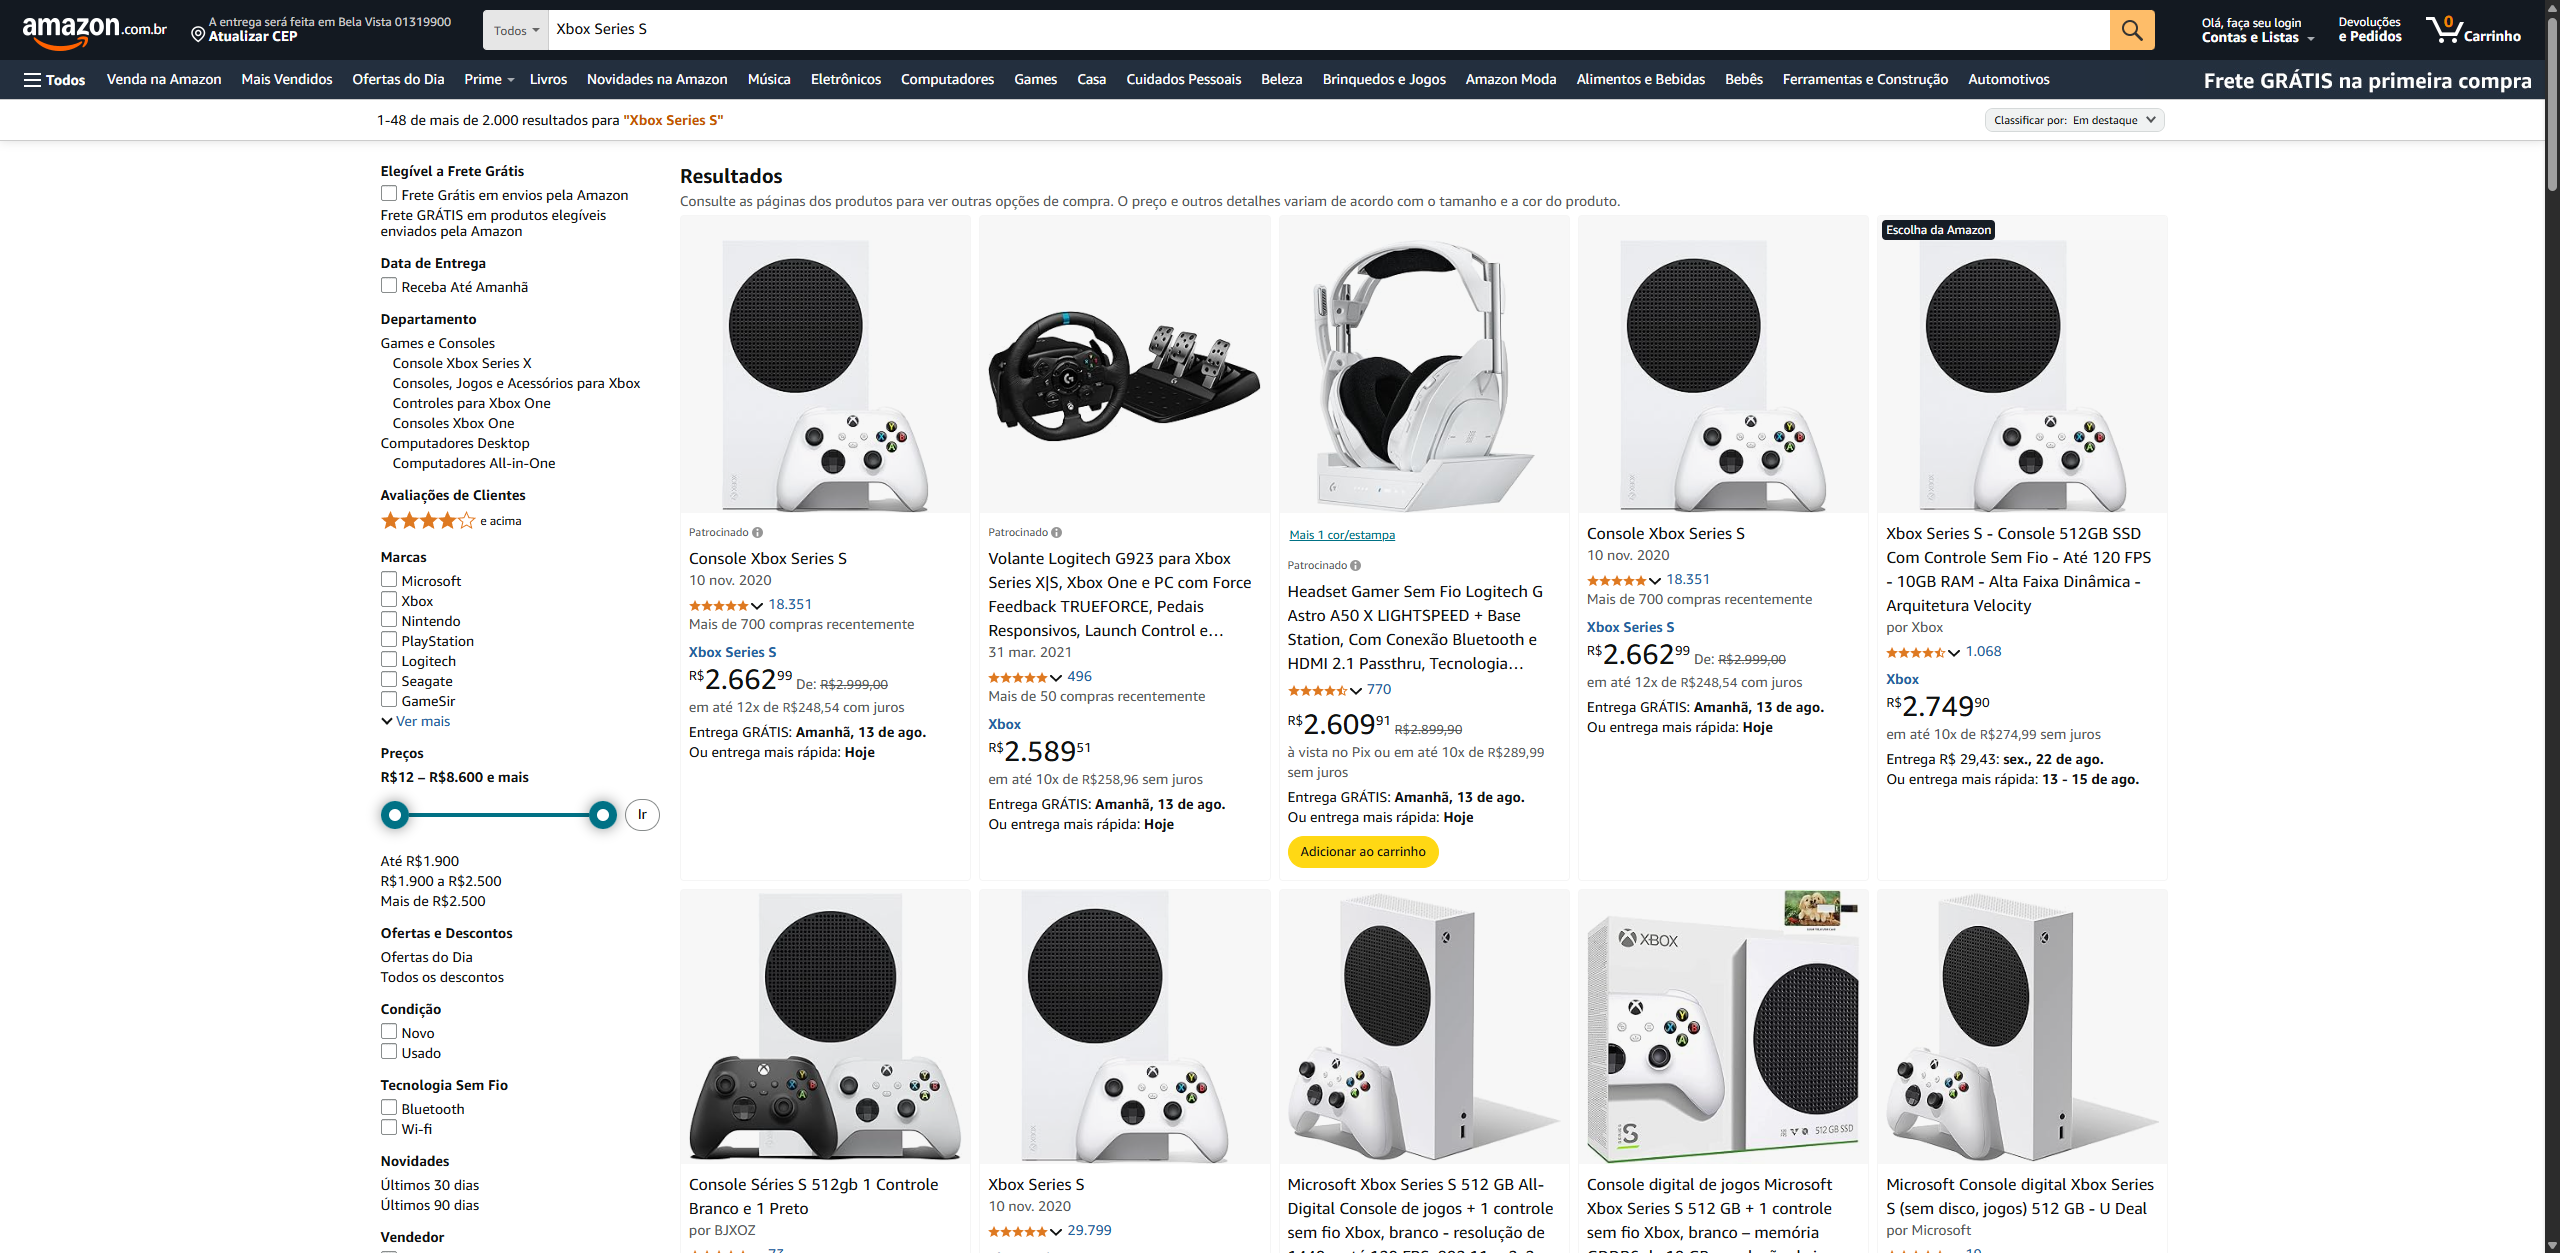 amazon.com.br
A entrega será feita em Bela Vista 01319900
Atualizar CEP
Todos
Xbox Series S
Olá, faça seu login
Contas e Listas
Devoluções
e Pedidos
0
Carrinho
Todos
Venda na Amazon
Mais Vendidos
Ofertas do Dia
Prime
Livros
Novidades na Amazon
Música
Eletrônicos
Computadores
Games
Casa
Cuidados Pessoais
Beleza
Brinquedos e Jogos
Amazon Moda
Alimentos e Bebidas
Bebês
Ferramentas e Construção
Automotivos
Frete GRÁTIS na primeira compra
1-48 de mais de 2.000 resultados para "Xbox Series S"
Classificar por: Em destaque
Elegível a Frete Grátis
Frete Grátis em envios pela Amazon
Frete GRÁTIS em produtos elegíveis
enviados pela Amazon
Data de Entrega
Receba Até Amanhã
Departamento
Games e Consoles
Console Xbox Series X
Consoles, Jogos e Acessórios para Xbox
Controles para Xbox One
Consoles Xbox One
Computadores Desktop
Computadores All-in-One
Avaliações de Clientes
e acima
Marcas
Microsoft
Xbox
Nintendo
PlayStation
Logitech
Seagate
GameSir
Ver mais
Preços
R$12 – R$8.600 e mais
Ir
Até R$1.900
R$1.900 a R$2.500
Mais de R$2.500
Ofertas e Descontos
Ofertas do Dia
Todos os descontos
Condição
Novo
Usado
Tecnologia Sem Fio
Bluetooth
Wi-fi
Novidades
Últimos 30 dias
Últimos 90 dias
Vendedor
Resultados
Consulte as páginas dos produtos para ver outras opções de compra. O preço e outros detalhes variam de acordo com o tamanho e a cor do produto.
Patrocinado
Console Xbox Series S
10 nov. 2020
18.351
Mais de 700 compras recentemente
Xbox Series S
R$2.66299 De: R$2.999,00
em até 12x de R$248,54 com juros
Entrega GRÁTIS: Amanhã, 13 de ago.
Ou entrega mais rápida: Hoje
Patrocinado
Volante Logitech G923 para Xbox
Series X|S, Xbox One e PC com Force
Feedback TRUEFORCE, Pedais
Responsivos, Launch Control e…
31 mar. 2021
496
Mais de 50 compras recentemente
Xbox
R$2.58951
em até 10x de R$258,96 sem juros
Entrega GRÁTIS: Amanhã, 13 de ago.
Ou entrega mais rápida: Hoje
Mais 1 cor/estampa
Patrocinado
Headset Gamer Sem Fio Logitech G
Astro A50 X LIGHTSPEED + Base
Station, Com Conexão Bluetooth e
HDMI 2.1 Passthru, Tecnologia…
770
R$2.60991 R$2.899,90
à vista no Pix ou em até 10x de R$289,99
sem juros
Entrega GRÁTIS: Amanhã, 13 de ago.
Ou entrega mais rápida: Hoje
Adicionar ao carrinho
Console Xbox Series S
10 nov. 2020
18.351
Mais de 700 compras recentemente
Xbox Series S
R$2.66299 De: R$2.999,00
em até 12x de R$248,54 com juros
Entrega GRÁTIS: Amanhã, 13 de ago.
Ou entrega mais rápida: Hoje
Escolha da Amazon
Xbox Series S - Console 512GB SSD
Com Controle Sem Fio - Até 120 FPS
- 10GB RAM - Alta Faixa Dinâmica -
Arquitetura Velocity
por Xbox
1.068
Xbox
R$2.74990
em até 10x de R$274,99 sem juros
Entrega R$ 29,43: sex., 22 de ago.
Ou entrega mais rápida: 13 - 15 de ago.
Console Séries S 512gb 1 Controle
Branco e 1 Preto
por BJXOZ
73
Xbox Series S
10 nov. 2020
29.799
Microsoft Xbox Series S 512 GB All-
Digital Console de jogos + 1 controle
sem fio Xbox, branco - resolução de
XBOX
SERIES S
512 GB SSD
Console digital de jogos Microsoft
Xbox Series S 512 GB + 1 controle
sem fio Xbox, branco – memória
Microsoft Console digital Xbox Series
S (sem disco, jogos) 512 GB - U Deal
por Microsoft